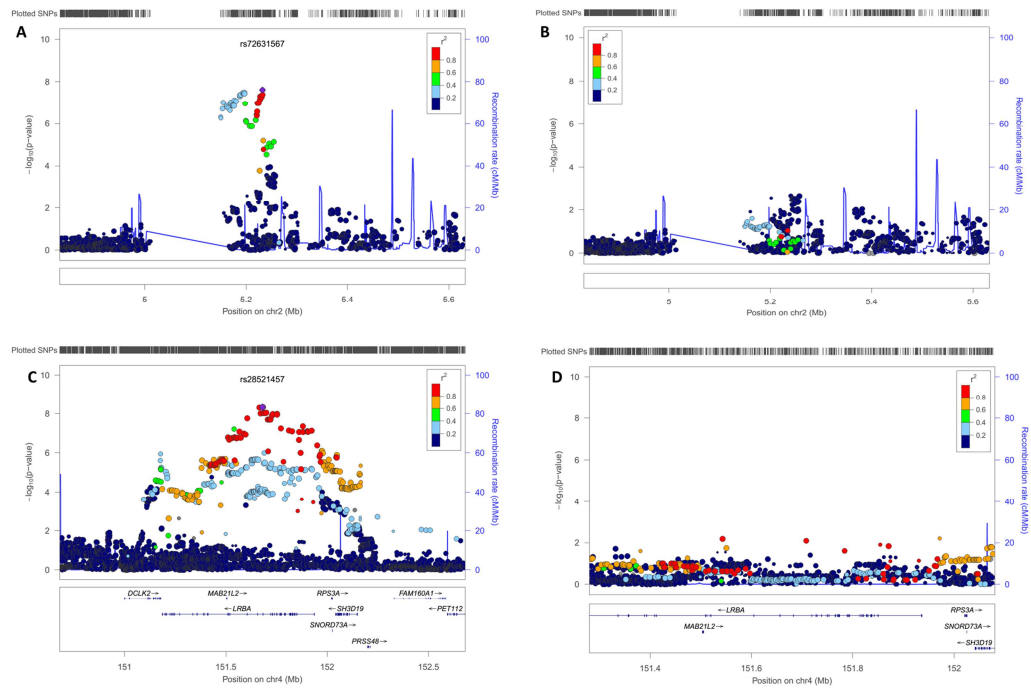 Plotted SNPs
A
rs72631567
10
8
6
4
2
0
−log10(p-value)
100
80
60
40
20
0
Recombination rate (cM/Mb)
r2
0.8
0.6
0.4
0.2
6 6.2 6.4 6.6
Position on chr2 (Mb)
Plotted SNPs
B
10
8
6
4
2
0
−log10(p-value)
100
80
60
40
20
0
Recombination rate (cM/Mb)
r2
0.8
0.6
0.4
0.2
5 5.2 5.4 5.6
Position on chr2 (Mb)
Plotted SNPs
C
rs28521457
10
8
6
4
2
0
−log10(p-value)
100
80
60
40
20
0
Recombination rate (cM/Mb)
r2
0.8
0.6
0.4
0.2
DCLK2→ MAB21L2→ RPS3A→ FAM160A1→
←LRBA ←SH3D19 ←PET112
SNORD73A→
PRSS48→
151 151.5 152 152.5
Position on chr4 (Mb)
Plotted SNPs
D
10
8
6
4
2
0
−log10(p-value)
100
80
60
40
20
0
Recombination rate (cM/Mb)
r2
0.8
0.6
0.4
0.2
←LRBA RPS3A→
MAB21L2→ SNORD73A→
←SH3D19
151.4 151.6 151.8 152
Position on chr4 (Mb)